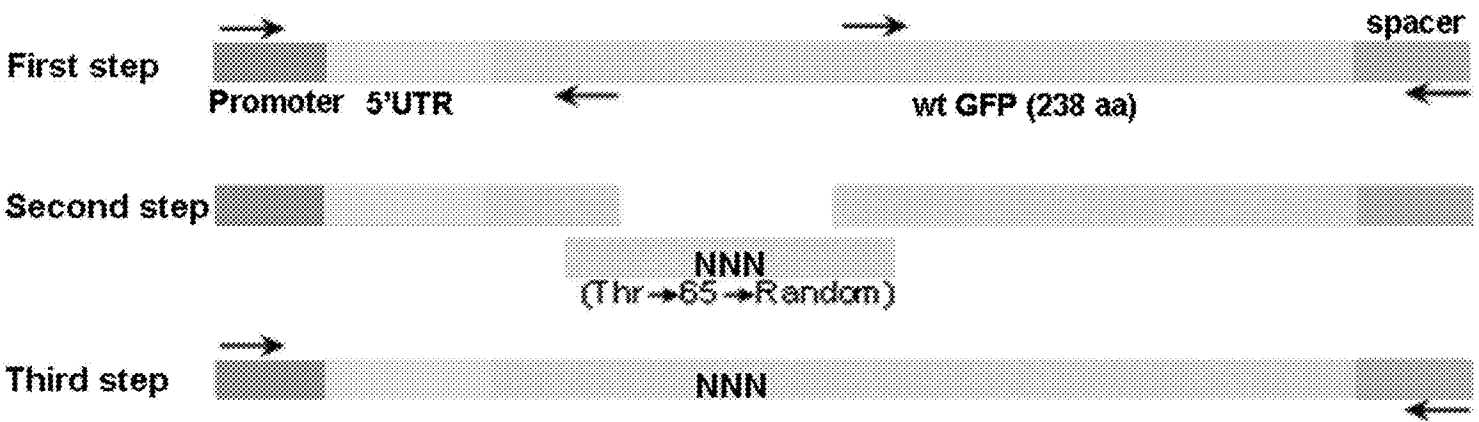 spacer
First step
Promoter 5'UTR
wt GFP (238 aa)
Second step
NNN
(Thr→65→Random)
Third step
NNN